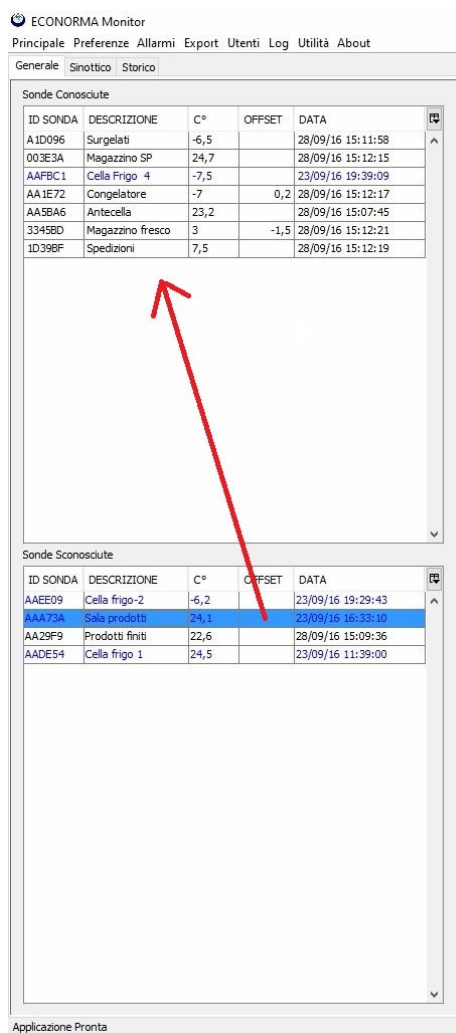 ECONORMA Monitor
Principale Preferenze Allarmi Export Utenti Log Utilità About
Generale Sinottico Storico
Sonde Conosciute
ID SONDA DESCRIZIONE C° OFFSET DATA
A1D096 Surgelati -6,5 28/09/16 15:11:58
003E3A Magazzino SP 24,7 28/09/16 15:12:15
AAFBC1 Cella Frigo 4 -7,5 23/09/16 19:39:09
AA1E72 Congelatore -7 0,2 28/09/16 15:12:17
AA5BA6 Antecella 23,2 28/09/16 15:07:45
3345BD Magazzino fresco 3 -1,5 28/09/16 15:12:21
1D39BF Spedizioni 7,5 28/09/16 15:12:19
Sonde Sconosciute
ID SONDA DESCRIZIONE C° OFFSET DATA
AAEE09 Cella frigo-2 -6,2 23/09/16 19:29:43
AAA73A Sala prodotti 24,1 23/09/16 16:33:10
AA29F9 Prodotti finiti 22,6 28/09/16 15:09:36
AADE54 Cella frigo 1 24,5 23/09/16 11:39:00
Applicazione Pronta